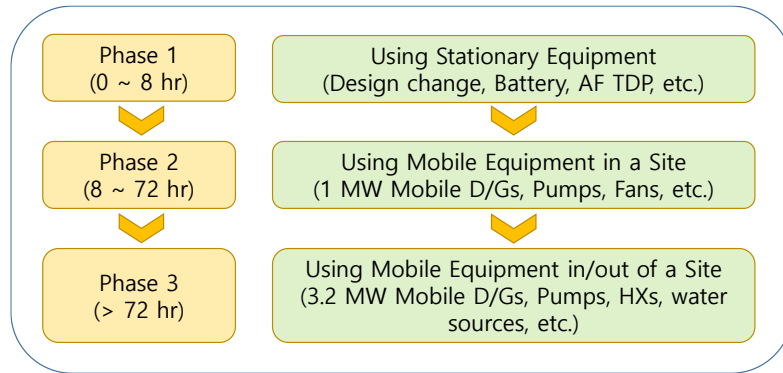 Phase 1
(0 ~ 8 hr)
Using Stationary Equipment
(Design change, Battery, AF TDP, etc.)
Phase 2
(8 ~ 72 hr)
Using Mobile Equipment in a Site
(1 MW Mobile D/Gs, Pumps, Fans, etc.)
Phase 3
(> 72 hr)
Using Mobile Equipment in/out of a Site
(3.2 MW Mobile D/Gs, Pumps, HXs, water
sources, etc.)